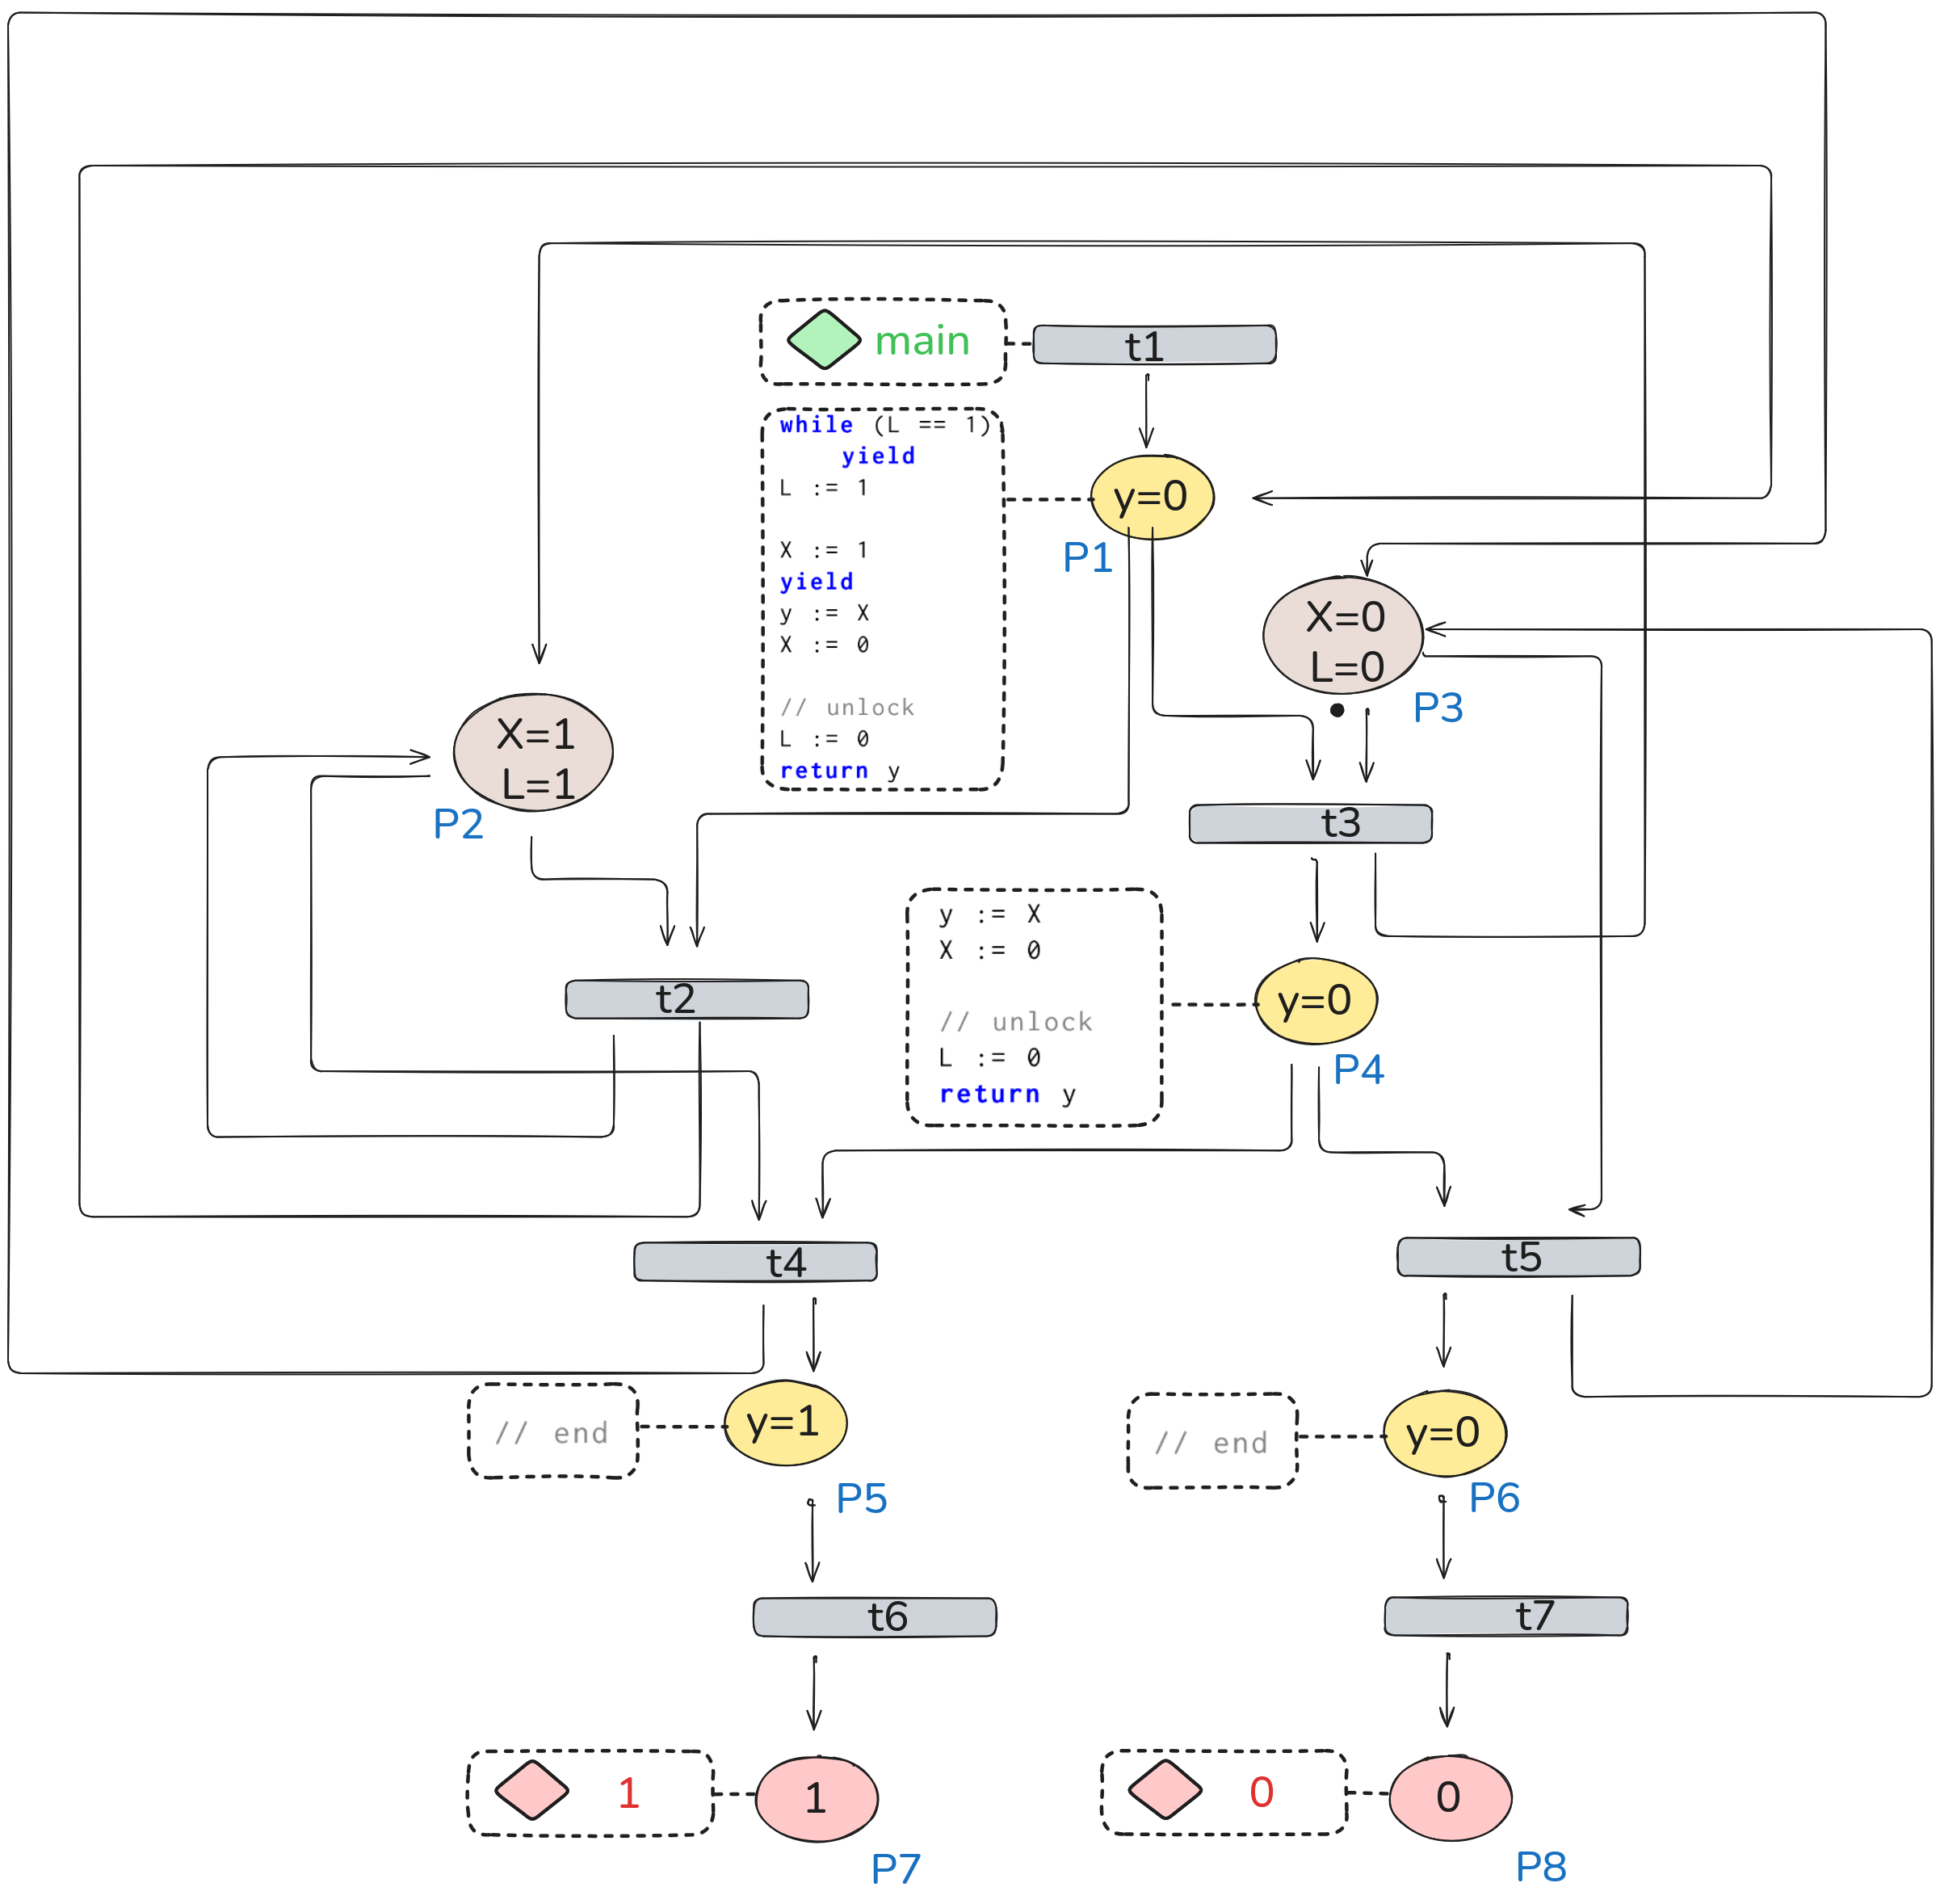 main
t1
while (L == 1)
yield
L := 1
X := 1
yield
y := X
X := 0
// unlock
L := 0
return y
y=0
P1
X=0
L=0
P3
X=1
L=1
P2
t3
t2
y := X
X := 0
// unlock
L := 0
return y
y=0
P4
t4
t5
// end
y=1
P5
// end
y=0
P6
t6
t7
1
1
P7
0
0
P8